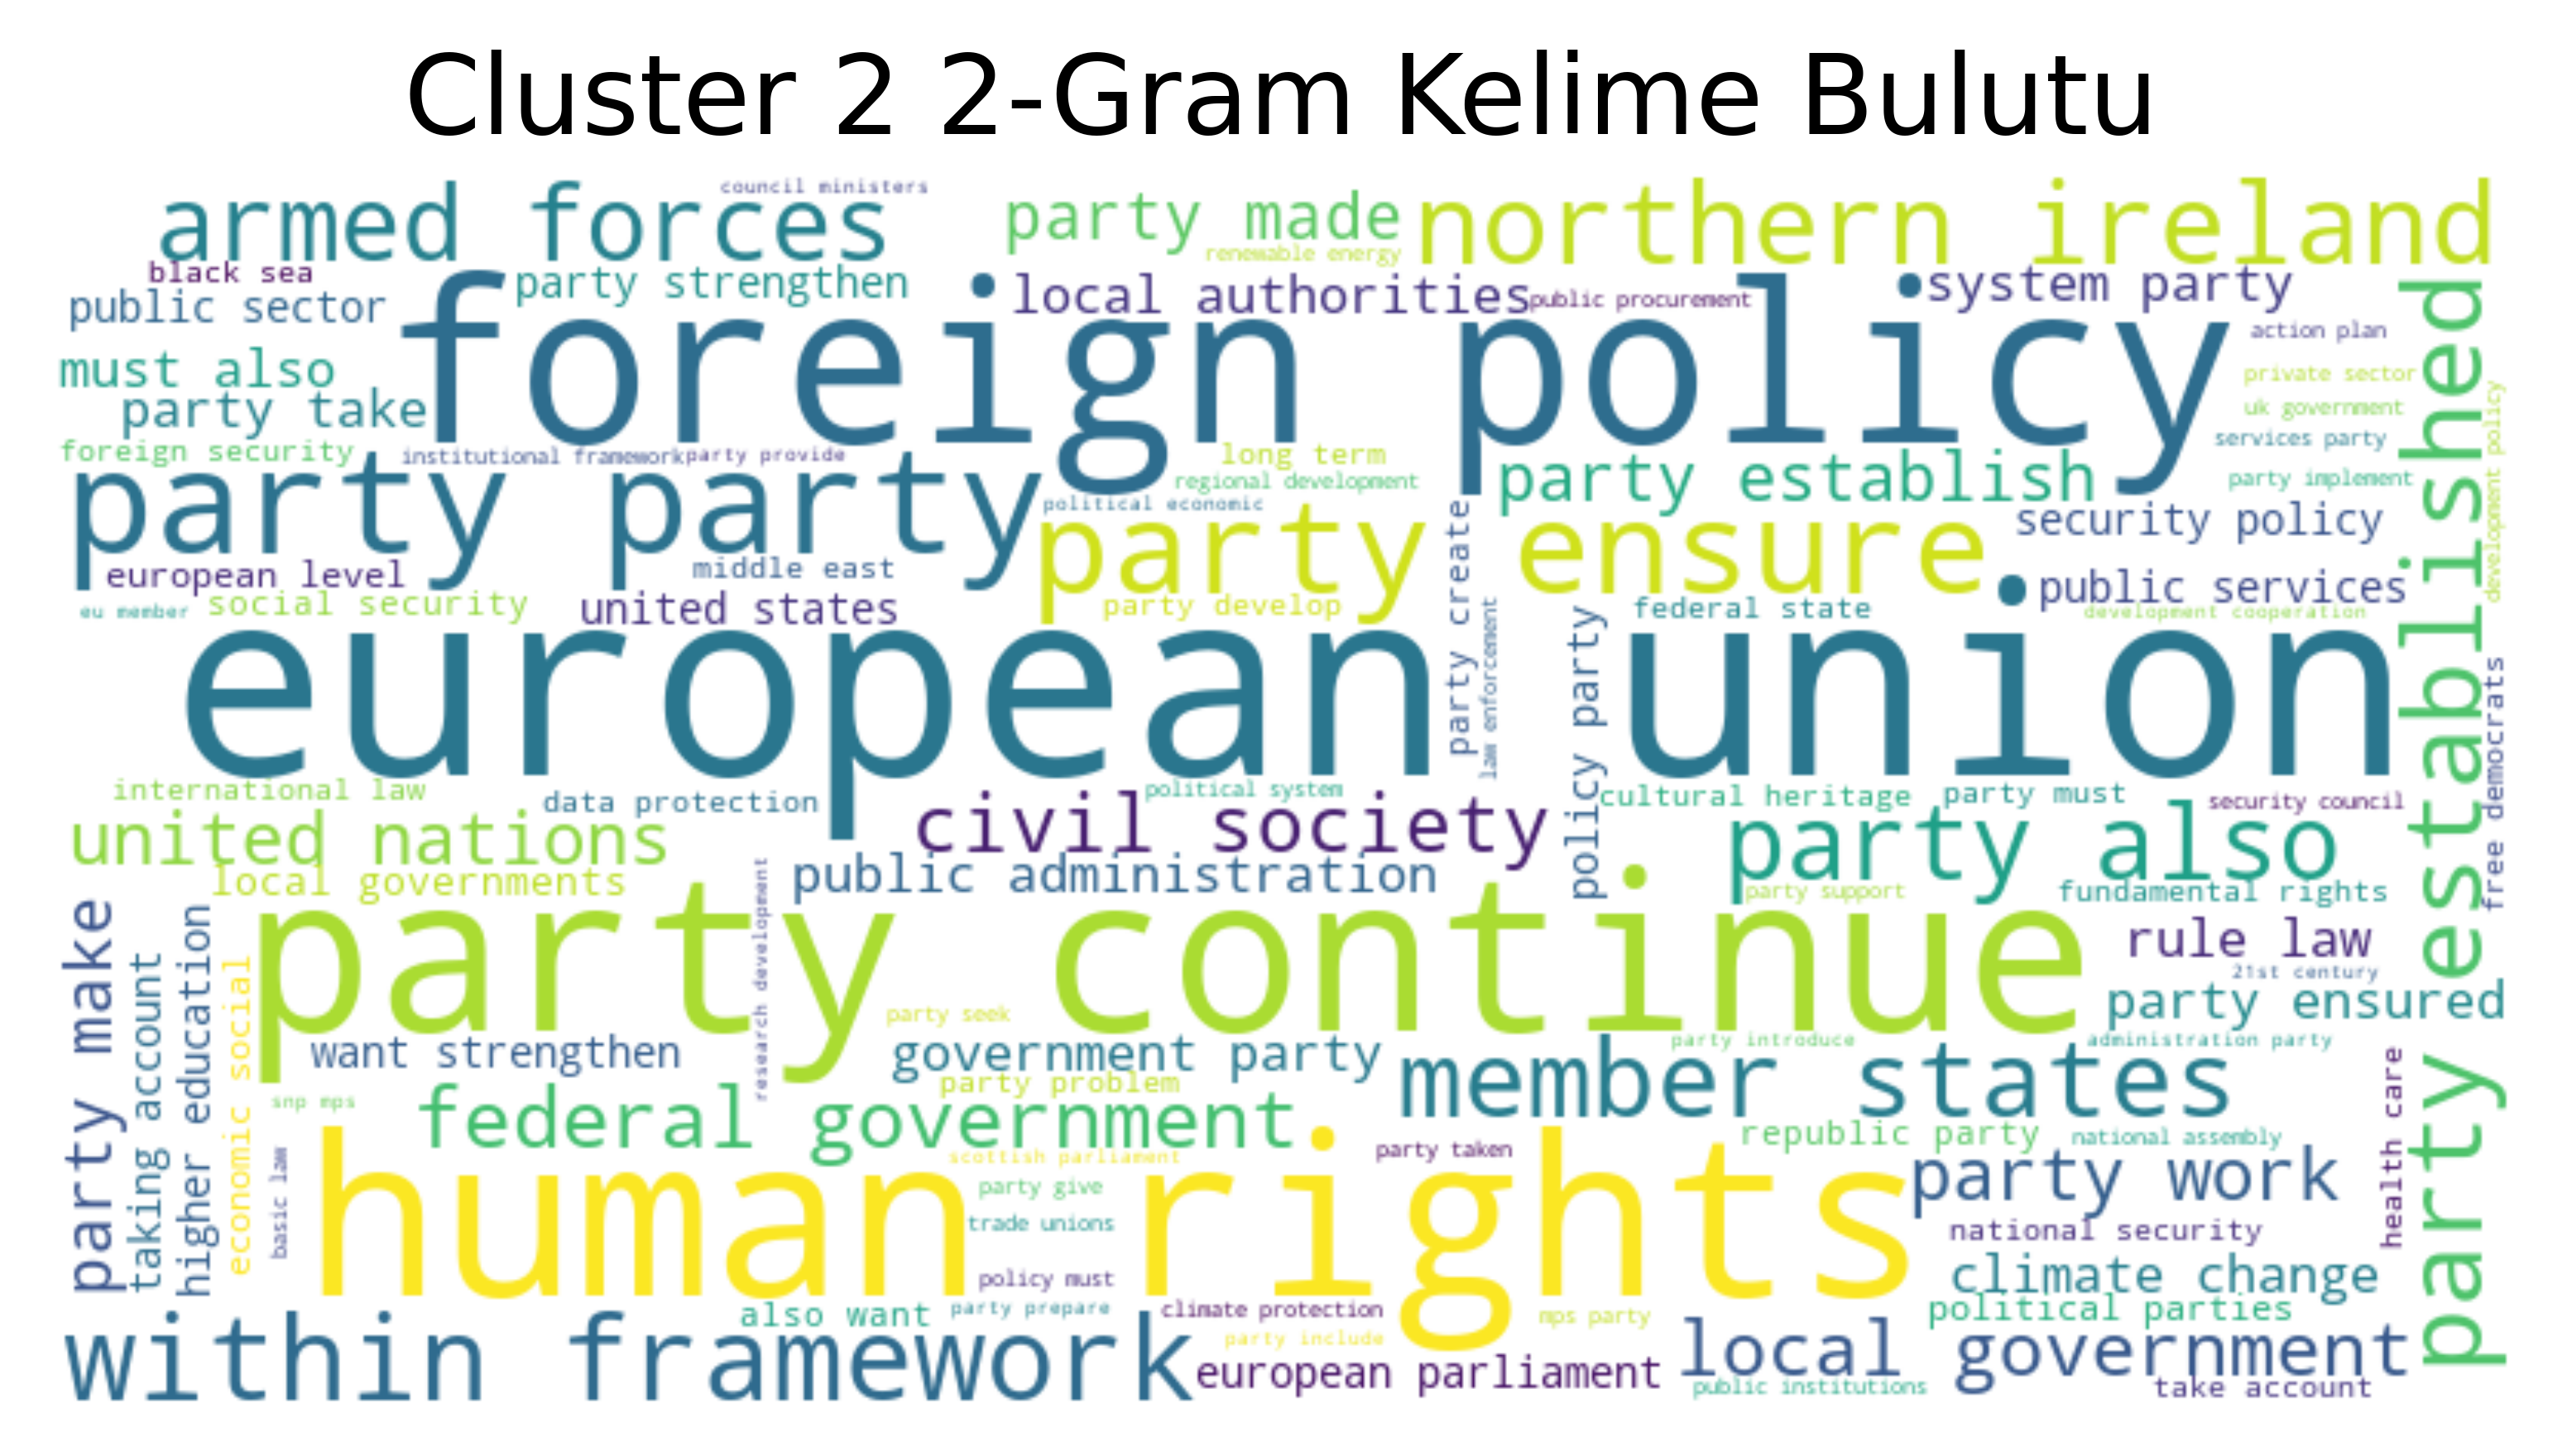 Cluster 2 2-Gram Kelime Bulutu
council ministers
armed forces
party made
northern ireland
renewable energy
black sea
party strengthen
local authorities
public procurement
system party
public sector
foreign policy
action plan
must also
private sector
party take
uk government
foreign security
institutional framework
party provide
long term
services party
party party
regional development
party establish
party implement
development policy
political economic
party ensure
security policy
european level
middle east
party create
public services
eu member
social security
united states
party develop
law enforcement
policy party
federal state
development cooperation
european union
party established
free democrats
international law
data protection
political system
cultural heritage
party must
security council
united nations
civil society
party also
local governments
public administration
party support
fundamental rights
party continue
rule law
21st century
party make
taking account
higher education
economic social
research development
party seek
party ensured
want strengthen
government party
party introduce
administration party
member states
party problem
snp mps
federal government
health care
basic law
scottish parliament
party taken
republic party
national assembly
human rights
party give
party work
trade unions
national security
policy must
climate change
also want
party prepare
climate protection
mps party
political parties
within framework
party include
local government
european parliament
public institutions
take account